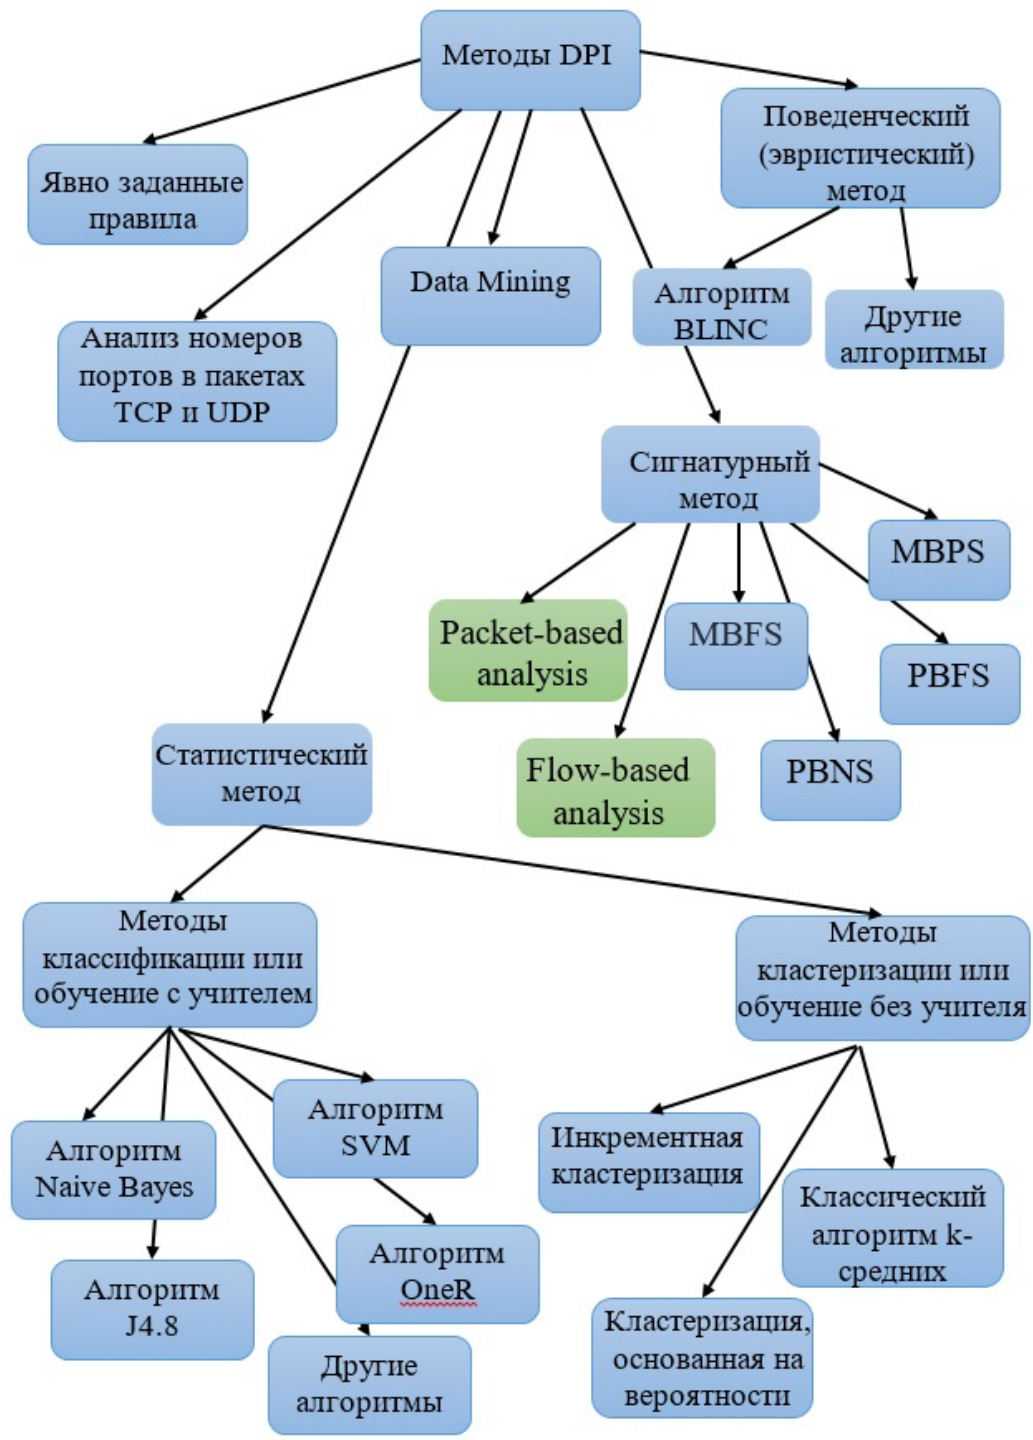 Методы DPI
Поведенческий
(эвристический)
метод
Явно заданные
правила
Data Mining
Алгоритм
BLINC
Другие
алгоритмы
Анализ номеров
портов в пакетах
TCP и UDP
Сигнатурный
метод
MBPS
Packet-based
analysis
MBFS
PBFS
Flow-based
analysis
PBNS
Статистический
метод
Методы
классификации или
обучение с учителем
Методы
кластеризации или
обучение без учителя
Алгоритм
SVM
Алгоритм
Naive Bayes
Инкрементная
кластеризация
Классический
алгоритм k-
средних
Алгоритм
OneR
Алгоритм
J4.8
Другие
алгоритмы
Кластеризация,
основанная на
вероятности